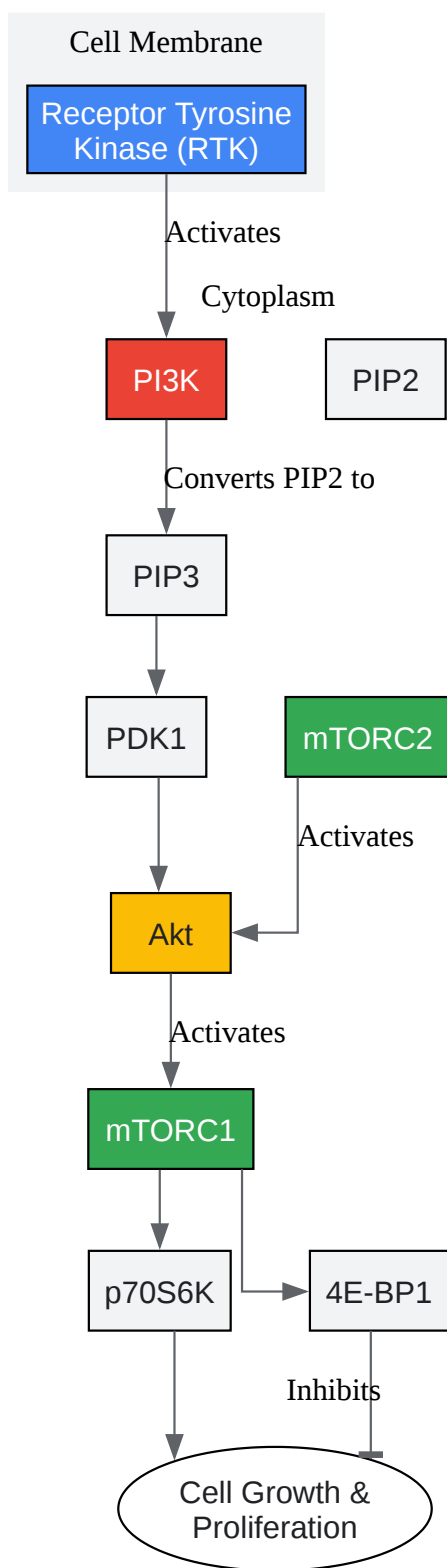 Cell Membrane
Receptor Tyrosine
Kinase (RTK)
Activates
Cytoplasm
PI3K
PIP2
Converts PIP2 to
PIP3
PDK1
mTORC2
Activates
Akt
Activates
mTORC1
p70S6K
4E-BP1
Inhibits
Cell Growth &
Proliferation